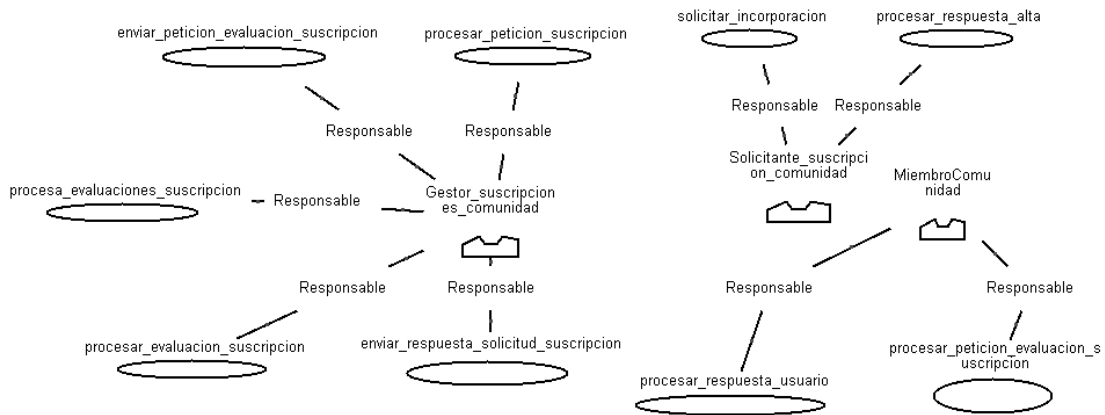 solicitar_incorporacion
procesar_respuesta_alta
enviar_peticion_evaluacion_suscripcion
procesar_peticion_suscripcion
Responsable
Responsable
Responsable
Responsable
Solicitante_suscripci
on_comunidad
MiembroComu
nidad
procesa_evaluaciones_suscripcion
Responsable
Gestor_suscripcion
es_comunidad
Responsable
Responsable
Responsable
Responsable
procesar_evaluacion_suscripcion
enviar_respuesta_solicitud_suscripcion
procesar_peticion_evaluacion_s
uscripcion
procesar_respuesta_usuario